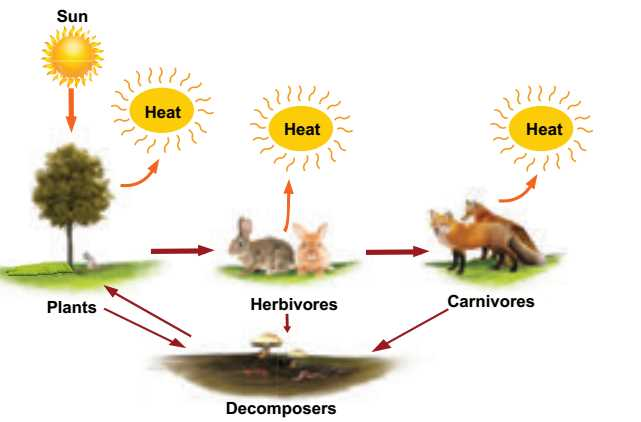 Sun
Heat
Heat
Heat
Plants
Herbivores
Carnivores
Decomposers